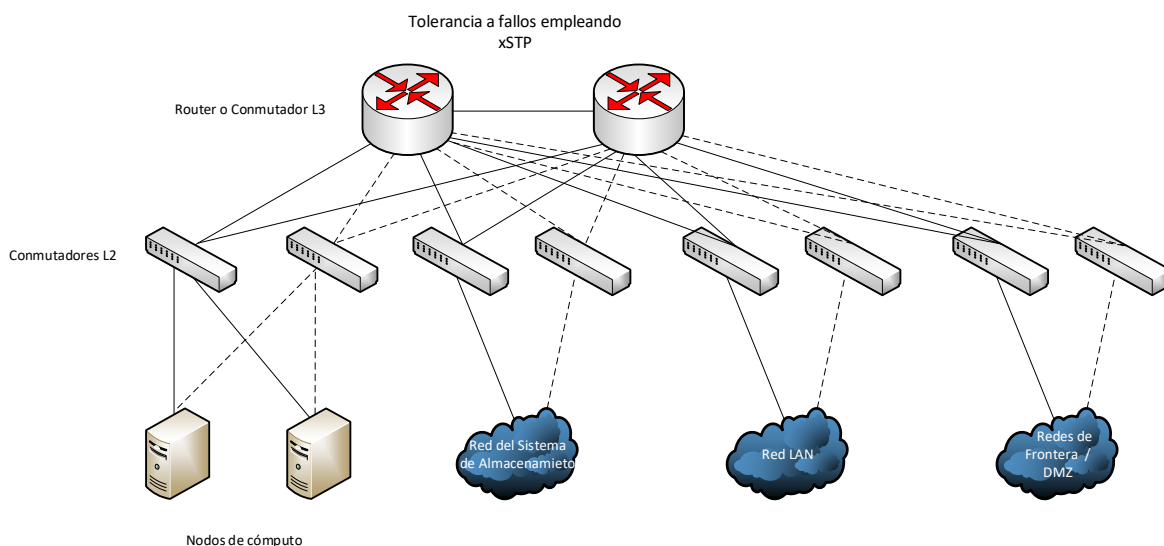 Tolerancia a fallos empleando
xSTP
Router o Conmutador L3
Conmutadores L2
Red del Sistema
de Almacenamieto
Red LAN
Redes de
Frontera /
DMZ
Nodos de cómputo